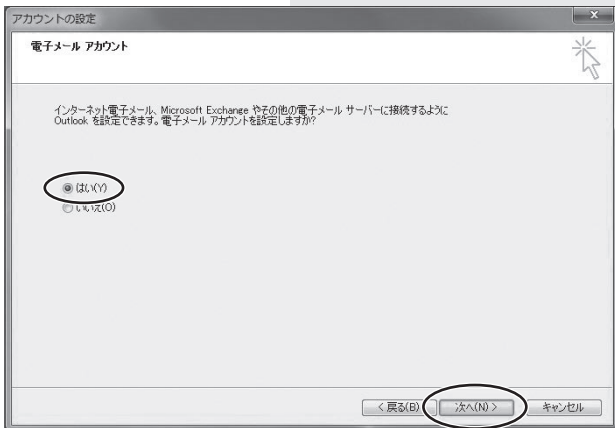 アカウントの設定
電子メール アカウント
インターネット電子メール、Microsoft Exchange やその他の電子メール サーバーに接続するように
Outlook を設定できます。電子メール アカウントを設定しますか?
はい(Y)
いいえ(O)
< 戻る(B)
次へ(N) >
キャンセル